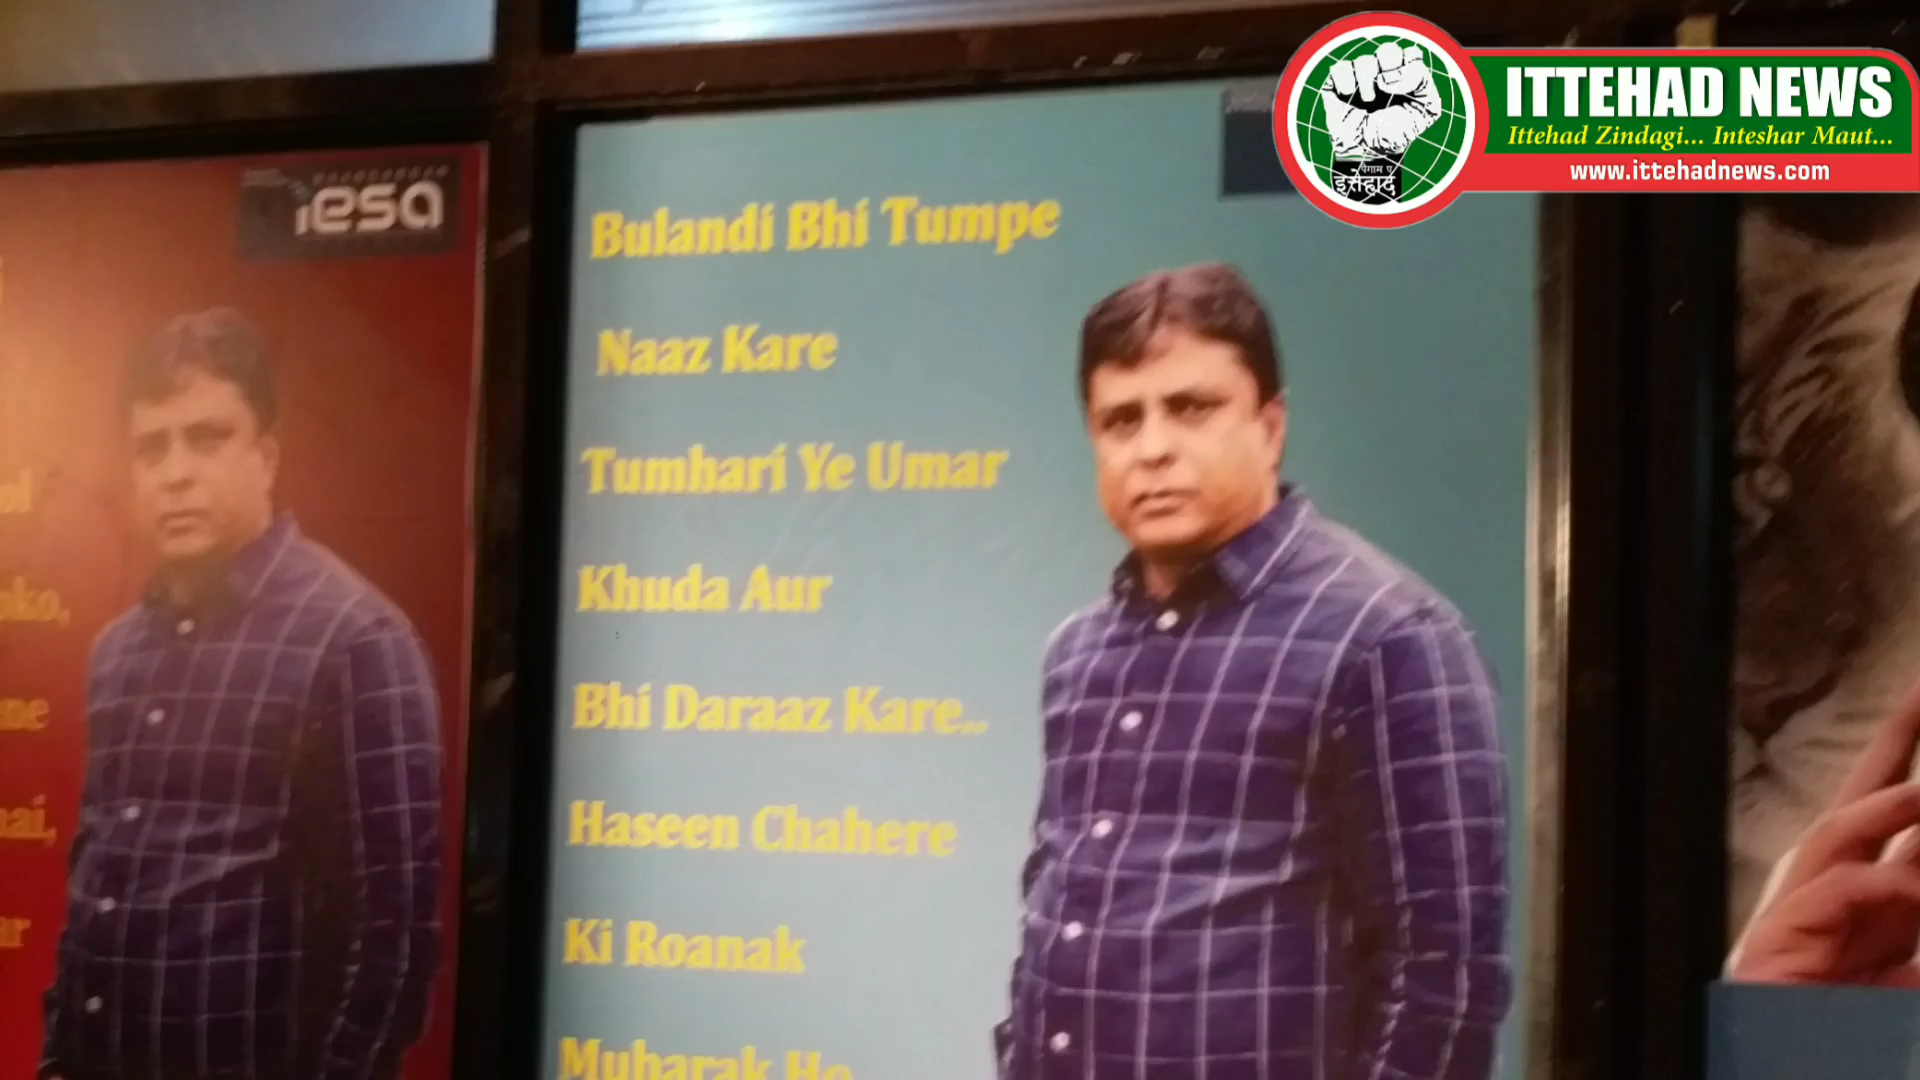 ITTEHAD NEWS
Ittehad Zindagi... Inteshar Maut...
www.ittehadnews.com
पैगाम ए
इत्तेहाद
iesa
Bulandi Bhi Tumpe
Naaz Kare
Tumhari Ye Umar
Khuda Aur
Bhi Daraaz Kare..
Haseen Chahere
Ki Roanak
Mubarak Ho